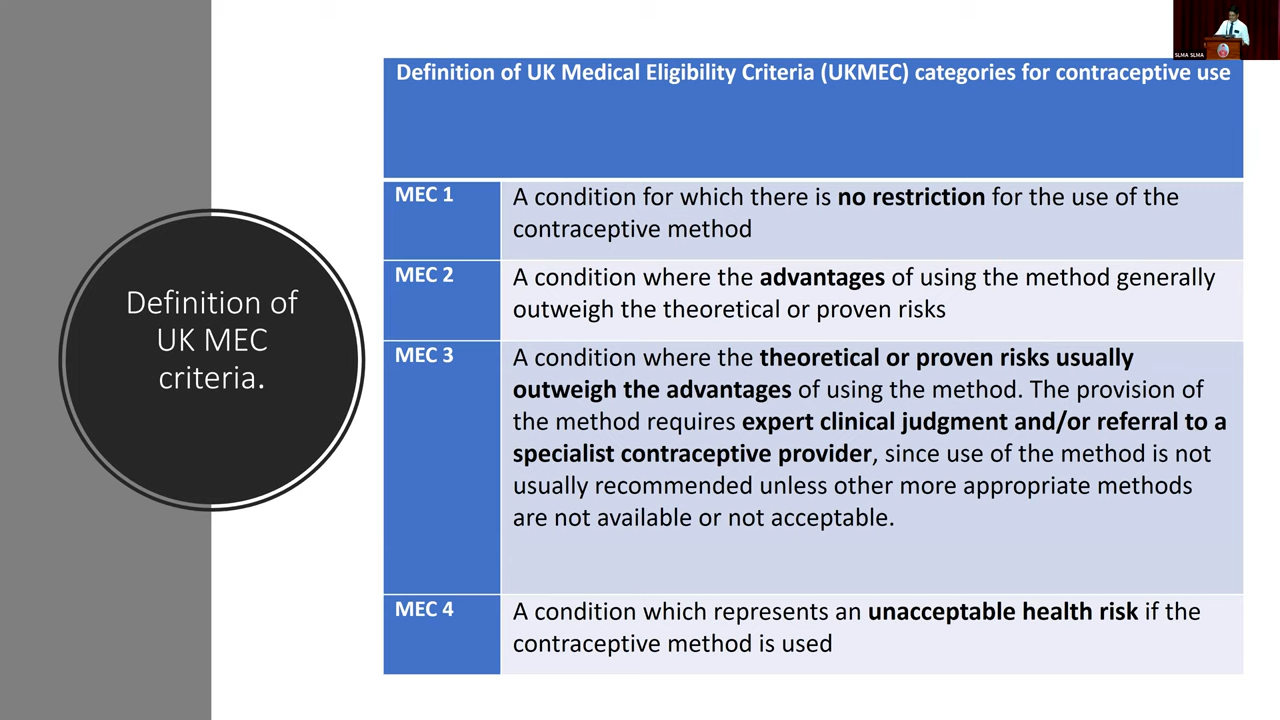 SLMA SLMA
Definition of UK Medical Eligibility Criteria (UKMEC) categories for contraceptive use
Definition of
UK MEC
criteria.
MEC 1
A condition for which there is no restriction for the use of the
contraceptive method
MEC 2
A condition where the advantages of using the method generally
outweigh the theoretical or proven risks
MEC 3
A condition where the theoretical or proven risks usually
outweigh the advantages of using the method. The provision of
the method requires expert clinical judgment and/or referral to a
specialist contraceptive provider, since use of the method is not
usually recommended unless other more appropriate methods
are not available or not acceptable.
MEC 4
A condition which represents an unacceptable health risk if the
contraceptive method is used